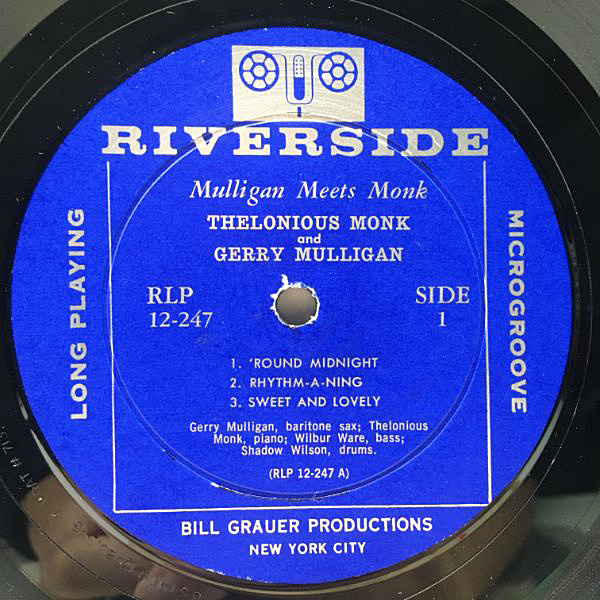 RIVERSIDE
Mulligan Meets Monk
THELONIOUS MONK
and
GERRY MULLIGAN
LONG PLAYING
MICROGROOVE
RLP
12-247
SIDE
1
1. 'ROUND MIDNIGHT
2. RHYTHM-A-NING
3. SWEET AND LOVELY
Gerry Mulligan, baritone sax; Thelonious
Monk, piano; Wilbur Ware, bass;
Shadow Wilson, drums.
(RLP 12-247 A)
BILL GRAUER PRODUCTIONS
NEW YORK CITY